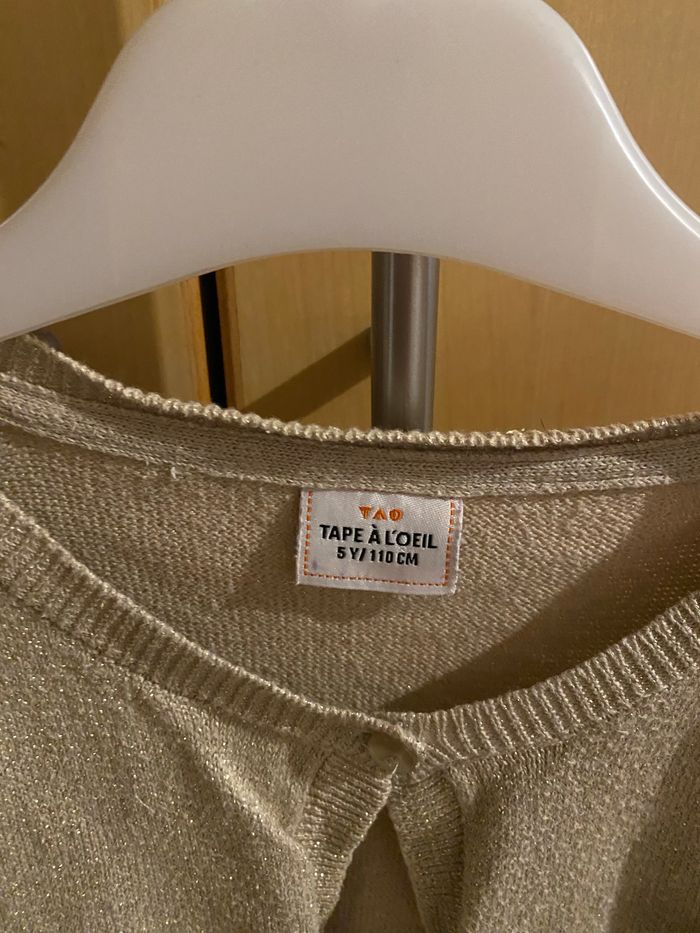 TAO
TAPE À L'OEIL
5 Y/ 110 CM